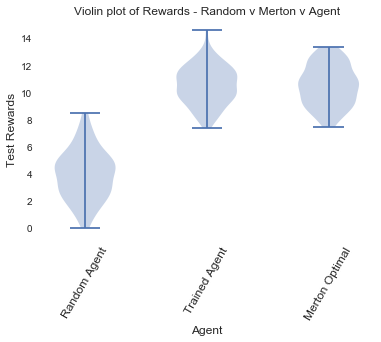 Violin plot of Rewards - Random v Merton v Agent
14
12
10
8
6
4
2
0
Test Rewards
Random Agent
Trained Agent
Merton Optimal
Agent